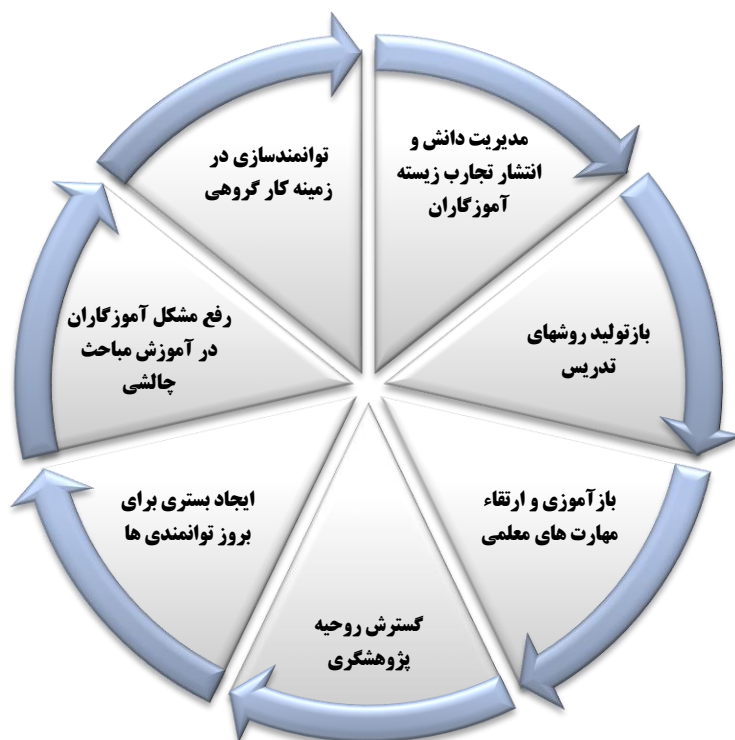 مدیریت دانش و
انتشار تجارب زیسته
آموزگاران
بازتولید روشهای
تدریس
بازآموزی و ارتقاء
مهارت های معلمی
گسترش روحیه
پژوهشگری
ایجاد بستری برای
بروز توانمندی ها
رفع مشکل آموزگاران
در آموزش مباحث
چالشی
توانمندسازی در
زمینه کار گروهی